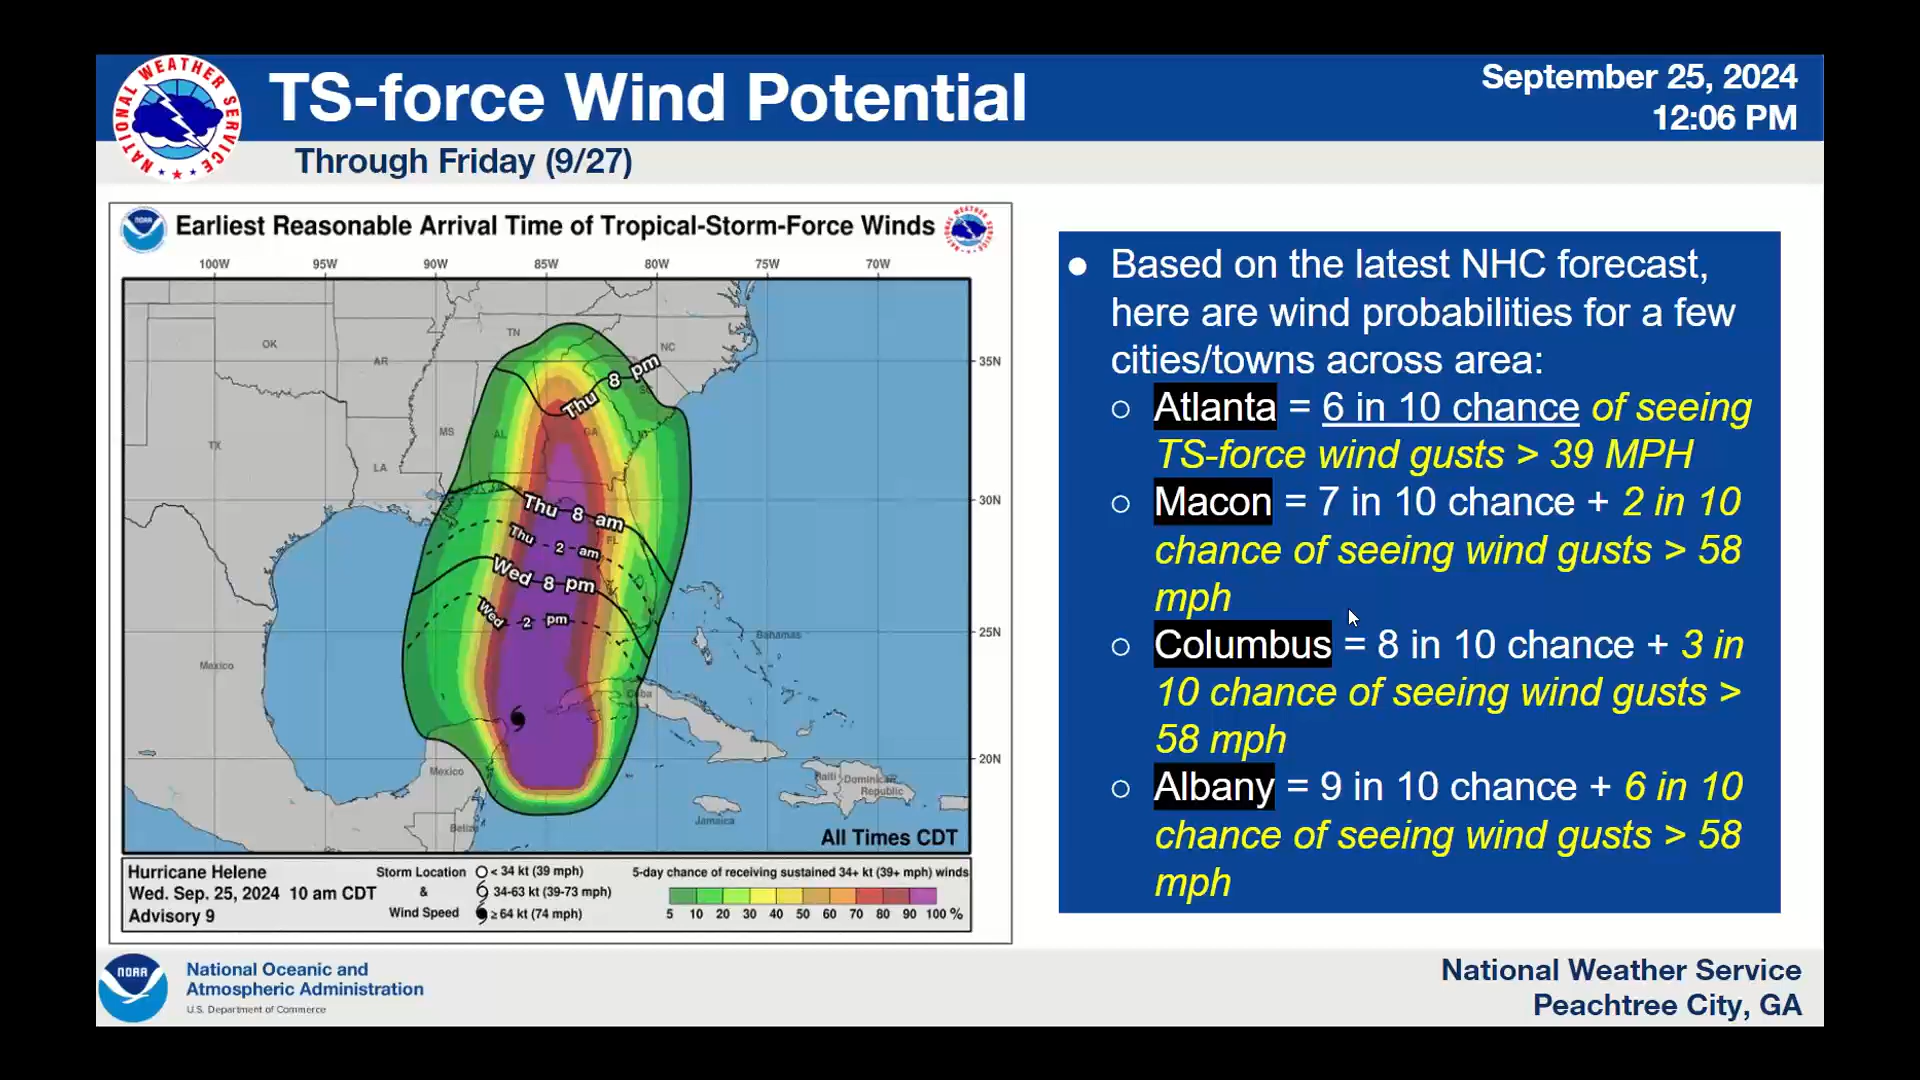 NATIONAL WEATHER SERVICE
TS-force Wind Potential
September 25, 2024
12:06 PM
Through Friday (9/27)
NOAA
Earliest Reasonable Arrival Time of Tropical-Storm-Force Winds
100W 95W 90W 85W 80W 75W 70W
35N
30N
25N
20N
TN
NC
OK
AR
SC
MS
AL
GA
TX
LA
FL
8 pm
Thu
Thu 8 am
Thu - 2 - am
Wed 8 pm
Wed - 2 pm
Bahamas
Mexico
Cuba
Mexico
Haiti Dominican
Republic
Jamaica
Belize
All Times CDT
Hurricane Helene
Wed. Sep. 25, 2024 10 am CDT
Advisory 9
Storm Location
&
Wind Speed
< 34 kt (39 mph)
34-63 kt (39-73 mph)
≥ 64 kt (74 mph)
5-day chance of receiving sustained 34+ kt (39+ mph) winds
5 10 20 30 40 50 60 70 80 90 100 %
● Based on the latest NHC forecast,
here are wind probabilities for a few
cities/towns across area:
○ Atlanta = 6 in 10 chance of seeing
TS-force wind gusts > 39 MPH
○ Macon = 7 in 10 chance + 2 in 10
chance of seeing wind gusts > 58
mph
○ Columbus = 8 in 10 chance + 3 in
10 chance of seeing wind gusts >
58 mph
○ Albany = 9 in 10 chance + 6 in 10
chance of seeing wind gusts > 58
mph
NOAA
National Oceanic and
Atmospheric Administration
U.S. Department of Commerce
National Weather Service
Peachtree City, GA